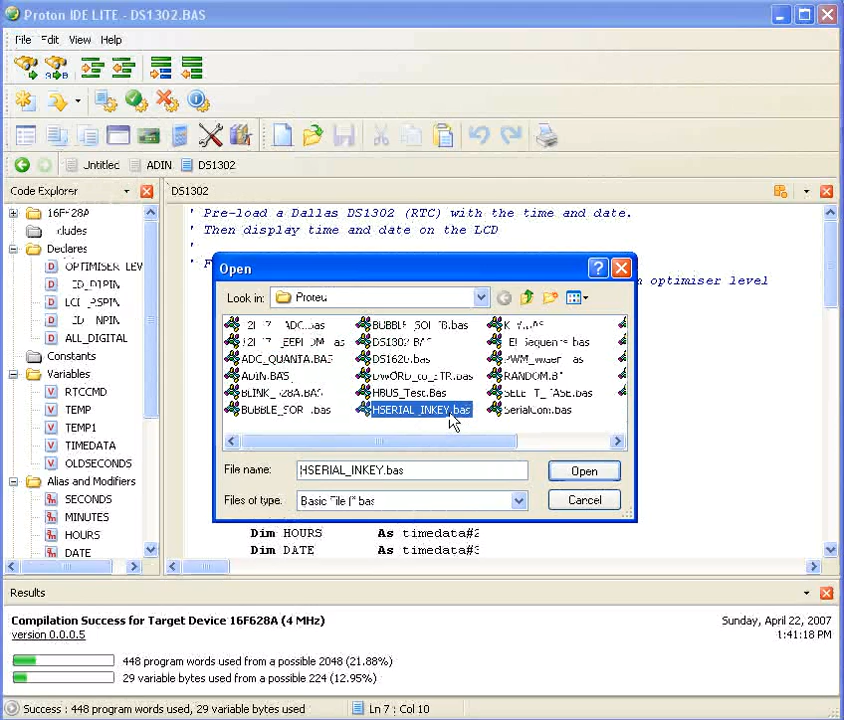 Proton IDE LITE - DS1302.BAS
File Edit View Help
Untitled ADIN DS1302
Code Explorer
DS1302
16F628A
Declares
ALL_DIGITAL
Constants
Variables
RTCCMD
TEMP
TEMP1
TIMEDATA
OLDSECONDS
Alias and Modifiers
SECONDS
MINUTES
HOURS
DATE
' Pre-load a Dallas DS1302 (RTC) with the time and date.
' Then display time and date on the LCD
'
optimiser level
Open
Look in: Proteus
ADC_QUANTA.BAS
ADIN.BAS
DS1302.BAS
HBUS_Test.Bas
HSERIAL_INKEY.bas
RANDOM.B
SerialCom.bas
File name: HSERIAL_INKEY.bas Open
Files of type: Basic File (*.bas Cancel
Dim HOURS As timedata#2
Dim DATE As timedata#3
Results
Compilation Success for Target Device 16F628A (4 MHz) Sunday, April 22, 2007
version 0.0.0.5 1:41:18 PM
448 program words used from a possible 2048 (21.88%)
29 variable bytes used from a possible 224 (12.95%)
Success : 448 program words used, 29 variable bytes used Ln 7 : Col 10